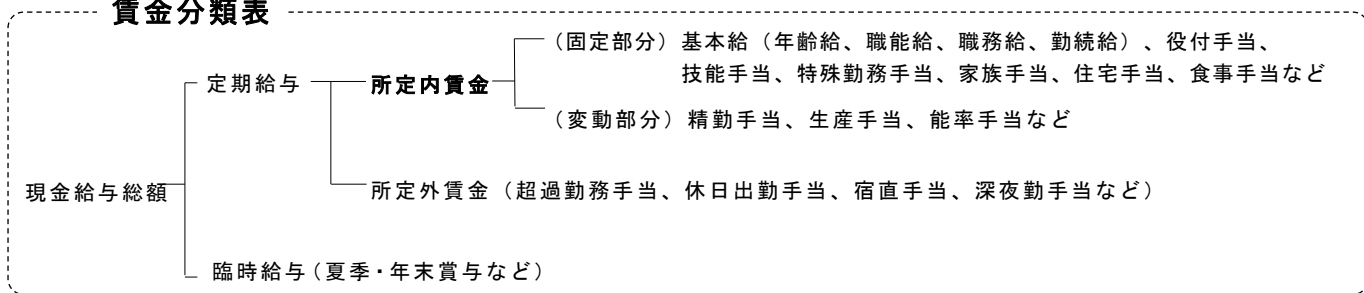 賃金分類表
(固定部分)基本給(年齢給、職能給、職務給、勤続給)、役付手当、
技能手当、特殊勤務手当、家族手当、住宅手当、食事手当など
定期給与
所定内賃金
(変動部分)精勤手当、生産手当、能率手当など
現金給与総額
所定外賃金(超過勤務手当、休日出勤手当、宿直手当、深夜勤手当など)
臨時給与(夏季・年末賞与など)